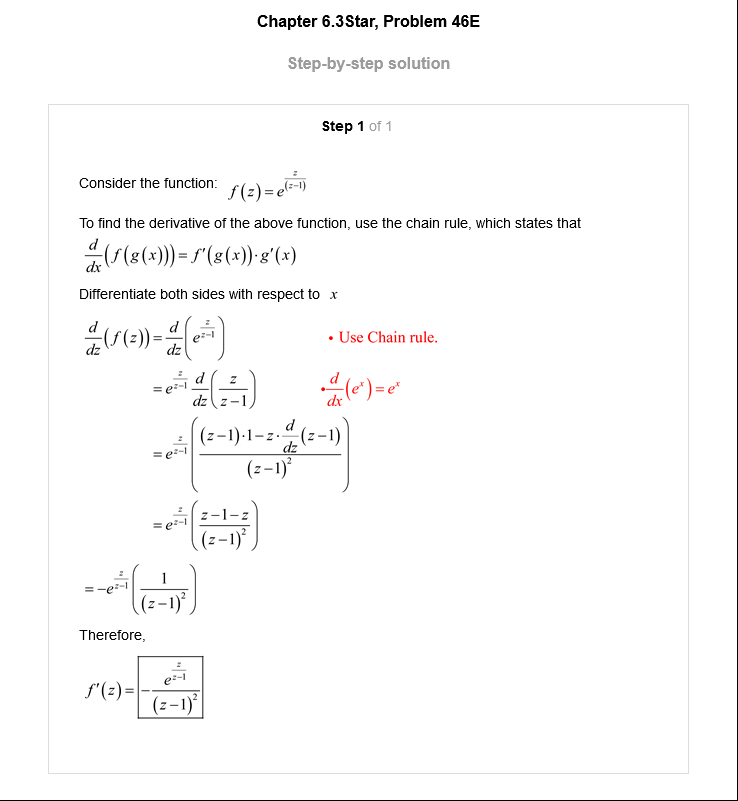 Chapter 6.3Star, Problem 46E
Step-by-step solution
Step 1 of 1
Consider the function: f(z)=e^{\frac{z}{(z-1)}}
To find the derivative of the above function, use the chain rule, which states that
\frac{d}{dx}(f(g(x)))=f'(g(x))·g'(x)
Differentiate both sides with respect to x
\frac{d}{dz}(f(z))=\frac{d}{dz}\left(e^{\frac{z}{z-1}}\right) • Use Chain rule.
=e^{\frac{z}{z-1}}\frac{d}{dz}\left(\frac{z}{z-1}\right) •\frac{d}{dx}(e^{x})=e^{x}
=e^{\frac{z}{z-1}}\left(\frac{(z-1)·1-z·\frac{d}{dz}(z-1)}{(z-1)^{2}}\right)
=e^{\frac{z}{z-1}}\left(\frac{z-1-z}{(z-1)^{2}}\right)
=-e^{\frac{z}{z-1}}\left(\frac{1}{(z-1)^{2}}\right)
Therefore,
f'(z)=-\frac{e^{\frac{z}{z-1}}}{(z-1)^{2}}